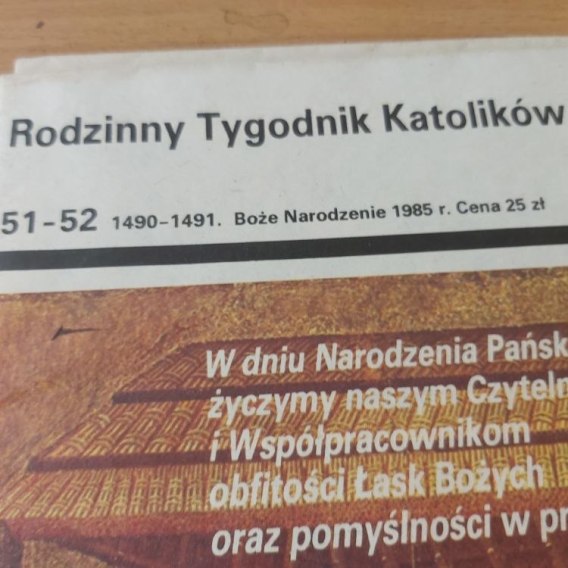 Rodzinny Tygodnik Katolików
51-52 1490-1491. Boże Narodzenie 1985 r. Cena 25 zł
W dniu Narodzenia Pańsk
życzymy naszym Czyteln
i Współpracownikom
obfitości Łask Bożych
oraz pomyślności w pr